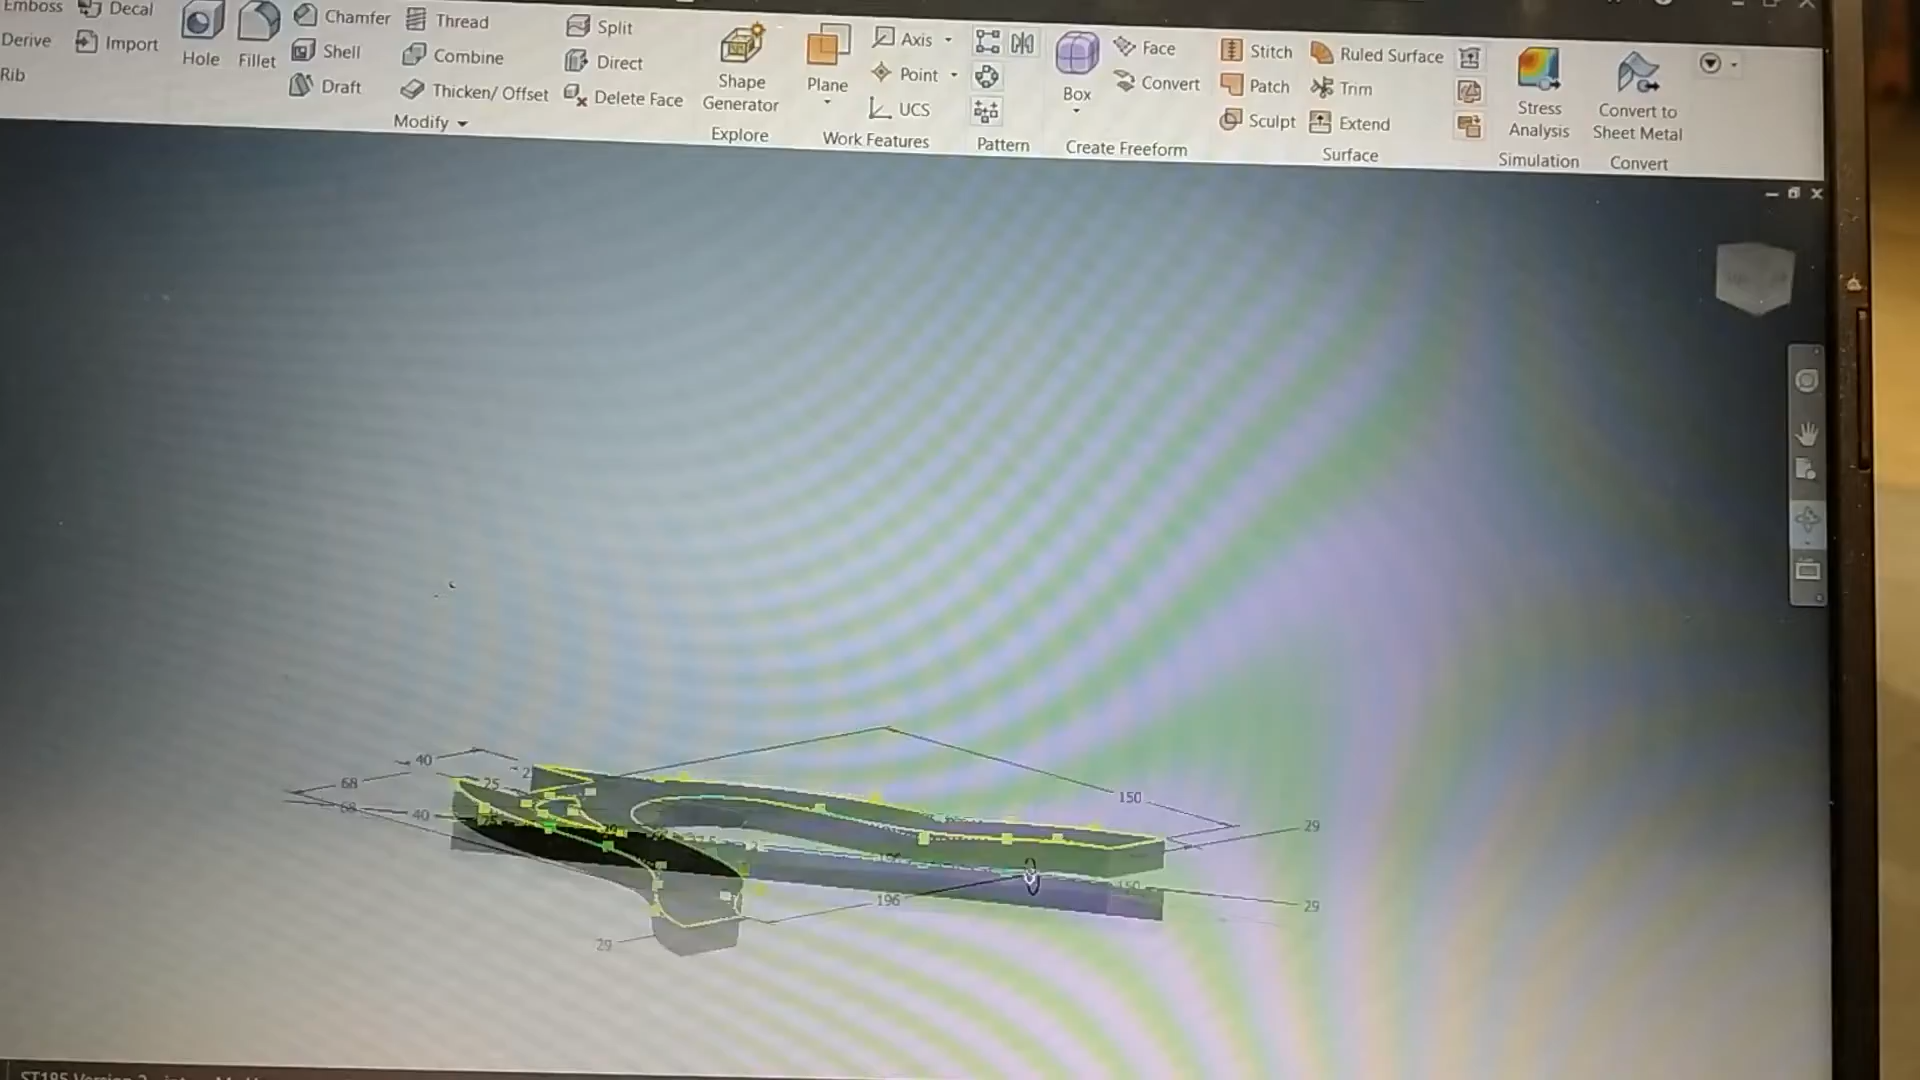 Emboss
Decal
Derive
Import
Rib
Hole
Fillet
Chamfer
Shell
Draft
Thread
Combine
Thicken/ Offset
Split
Direct
Delete Face
Modify
Shape
Generator
Explore
Plane
Axis
Point
UCS
Work Features
Pattern
Box
Face
Convert
Create Freeform
Stitch
Patch
Sculpt
Ruled Surface
Trim
Extend
Surface
Stress
Analysis
Simulation
Convert to
Sheet Metal
Convert
40
68
25
68
40
150
29
150
196
29
29